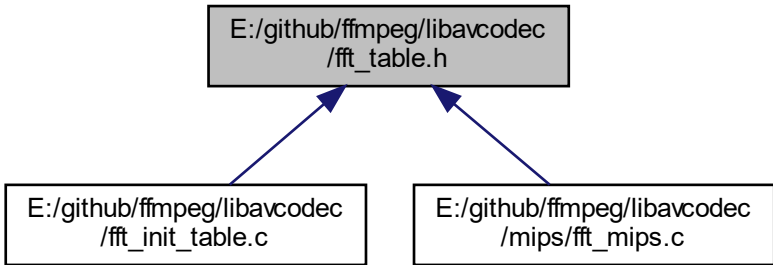 E:/github/ffmpeg/libavcodec
/fft_table.h
E:/github/ffmpeg/libavcodec
/fft_init_table.c
E:/github/ffmpeg/libavcodec
/mips/fft_mips.c